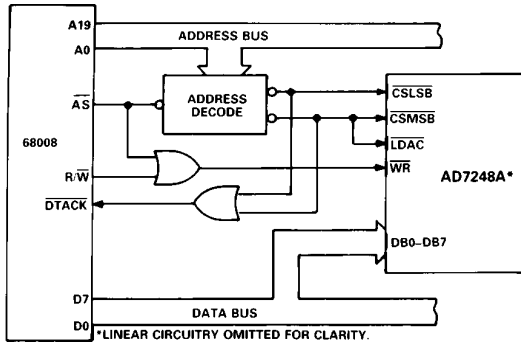 A19
ADDRESS BUS
A0
AS
ADDRESS
DECODE
CSLSB
CSMSB
68008
LDAC
AD7248A*
R/W
WR
DTACK
DB0–DB7
D7
DATA BUS
D0
*LINEAR CIRCUITRY OMITTED FOR CLARITY.